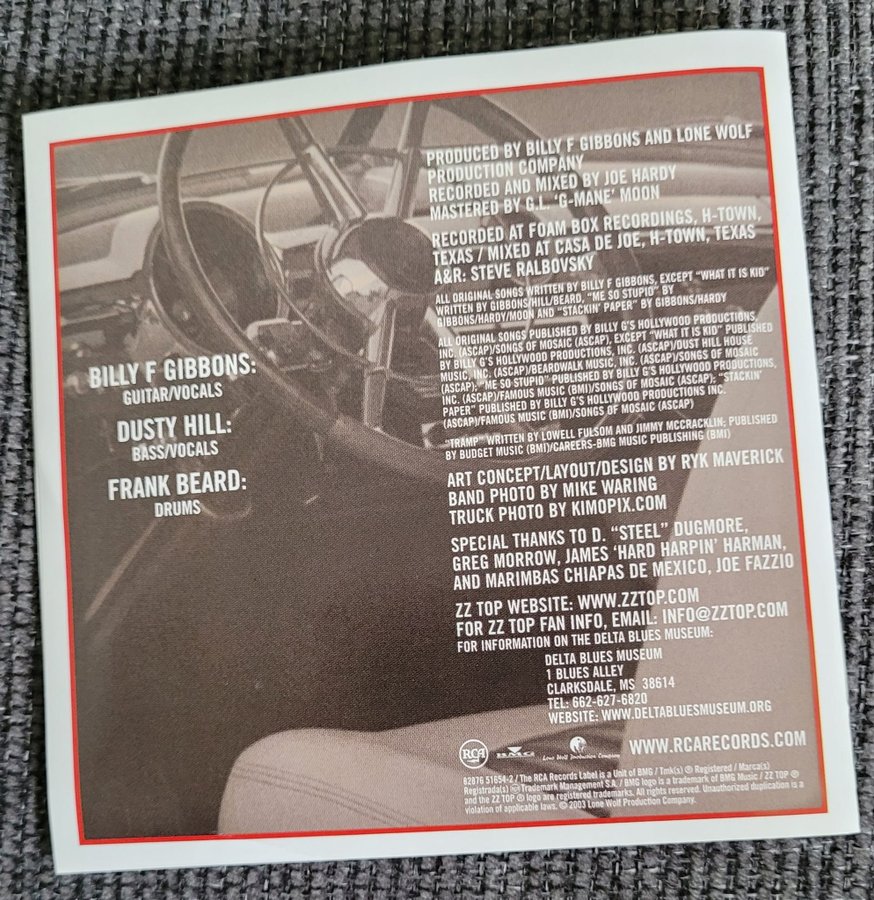 BILLY F GIBBONS:
GUITAR/VOCALS
DUSTY HILL:
BASS/VOCALS
FRANK BEARD:
DRUMS
PRODUCED BY BILLY F GIBBONS AND LONE WOLF
PRODUCTION COMPANY
RECORDED AND MIXED BY JOE HARDY
MASTERED BY G.L. 'G-MANE' MOON
RECORDED AT FOAM BOX RECORDINGS, H-TOWN,
TEXAS / MIXED AT CASA DE JOE, H-TOWN, TEXAS
A&R: STEVE RALBOVSKY
ALL ORIGINAL SONGS WRITTEN BY BILLY F GIBBONS, EXCEPT "WHAT IT IS KID"
WRITTEN BY GIBBONS/HILL/BEARD, "ME SO STUPID" BY
GIBBONS/HARDY/MOON AND "STACKIN' PAPER" BY GIBBONS/HARDY
ALL ORIGINAL SONGS PUBLISHED BY BILLY G'S HOLLYWOOD PRODUCTIONS,
INC. (ASCAP)/SONGS OF MOSAIC (ASCAP), EXCEPT "WHAT IT IS KID" PUBLISHED
BY BILLY G'S HOLLYWOOD PRODUCTIONS, INC. (ASCAP)/DUST HILL HOUSE
MUSIC, INC. (ASCAP)/BEARDWALK MUSIC, INC. (ASCAP)/SONGS OF MOSAIC
(ASCAP); "ME SO STUPID" PUBLISHED BY BILLY G'S HOLLYWOOD PRODUCTIONS,
INC. (ASCAP)/FAMOUS MUSIC (BMI)/SONGS OF MOSAIC (ASCAP); "STACKIN'
PAPER" PUBLISHED BY BILLY G'S HOLLYWOOD PRODUCTIONS INC.
(ASCAP)/FAMOUS MUSIC (BMI)/SONGS OF MOSAIC (ASCAP)
"TRAMP" WRITTEN BY LOWELL FULSOM AND JIMMY MCCRACKLIN; PUBLISHED
BY BUDGET MUSIC (BMI)/CAREERS-BMG MUSIC PUBLISHING (BMI)
ART CONCEPT/LAYOUT/DESIGN BY RYK MAVERICK
BAND PHOTO BY MIKE WARING
TRUCK PHOTO BY KIMOPIX.COM
SPECIAL THANKS TO D. "STEEL" DUGMORE,
GREG MORROW, JAMES 'HARD HARPIN' HARMAN,
AND MARIMBAS CHIAPAS DE MEXICO, JOE FAZZIO
ZZ TOP WEBSITE: WWW.ZZTOP.COM
FOR ZZ TOP FAN INFO, EMAIL: INFO@ZZTOP.COM
FOR INFORMATION ON THE DELTA BLUES MUSEUM:
DELTA BLUES MUSEUM
1 BLUES ALLEY
CLARKSDALE, MS 38614
TEL: 662-627-6820
WEBSITE: WWW.DELTABLUESMUSEUM.ORG
RCA BMG Lone Wolf Production Company WWW.RCARECORDS.COM
82876 51654-2 / The RCA Records Label is a Unit of BMG / Tmk(s) ® Registered / Marca(s)
Registrada(s) Trademark Management S.A. / BMG logo is a trademark of BMG Music / ZZ TOP ®
and the ZZ TOP ® logo are registered trademarks. All rights reserved. Unauthorized duplication is a
violation of applicable laws. © 2003 Lone Wolf Production Company.